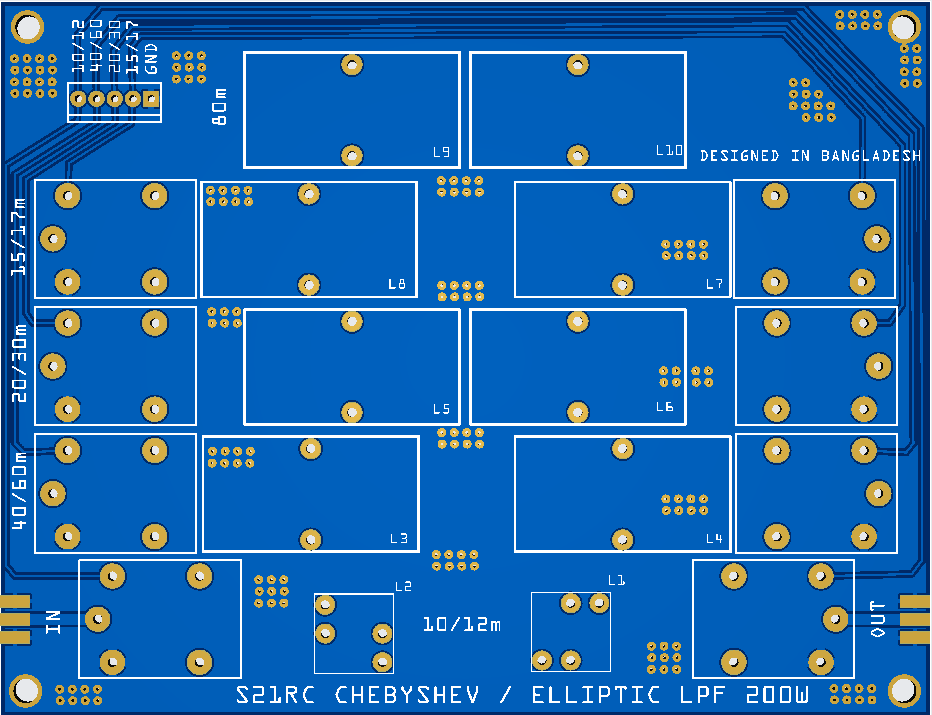 10/12
40/60
20/30
15/17
GND
80m
L9
L10
DESIGNED IN BANGLADESH
15/17m
L8
L7
20/30m
L5
L6
40/60m
L3
L4
L2
L1
IN
10/12m
OUT
S21RC CHEBYSHEV / ELLIPTIC LPF 200W